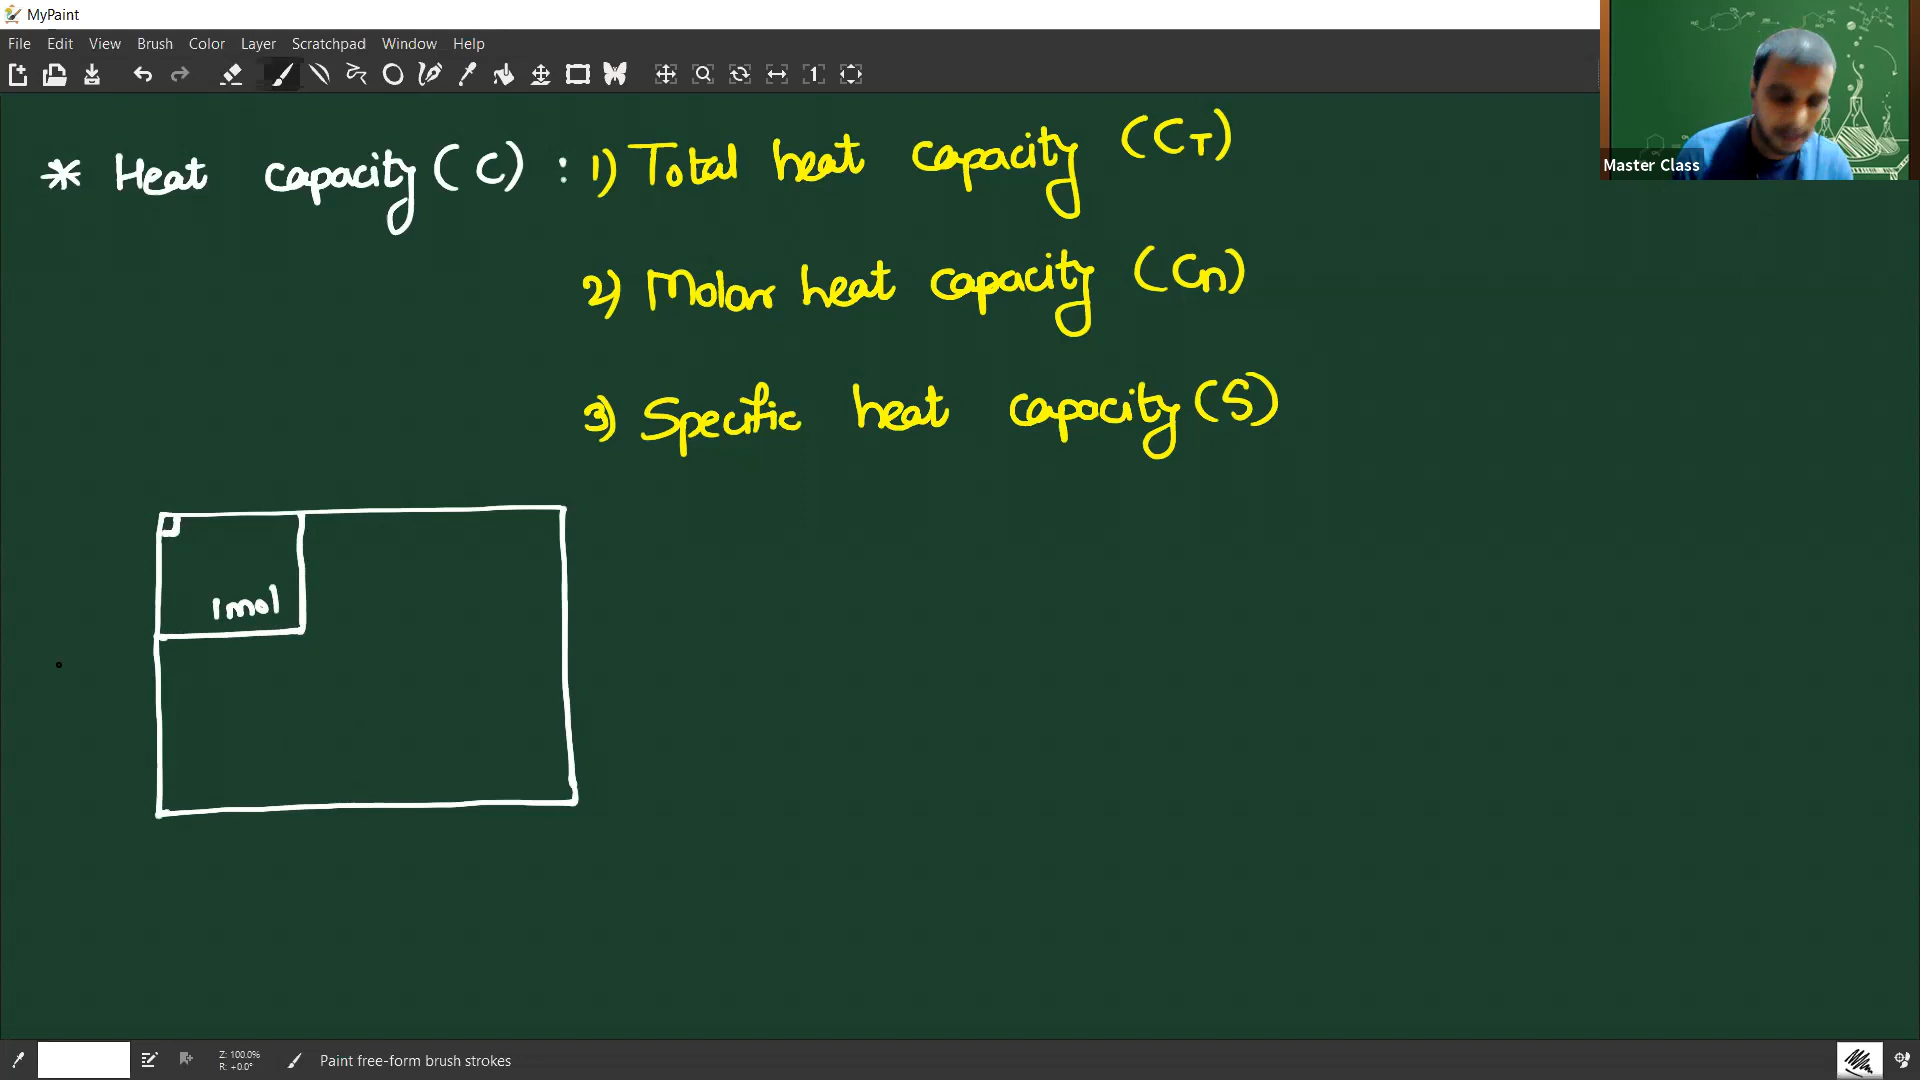 MyPaint
File Edit View Brush Color Layer Scratchpad Window Help
Master Class
* Heat capacity (C) : 1) Total heat capacity (CT)
2) Molar heat capacity (Cn)
3) Specific heat capacity (S)
1mol
Z: 100.0%
R: +0.0°
Paint free-form brush strokes